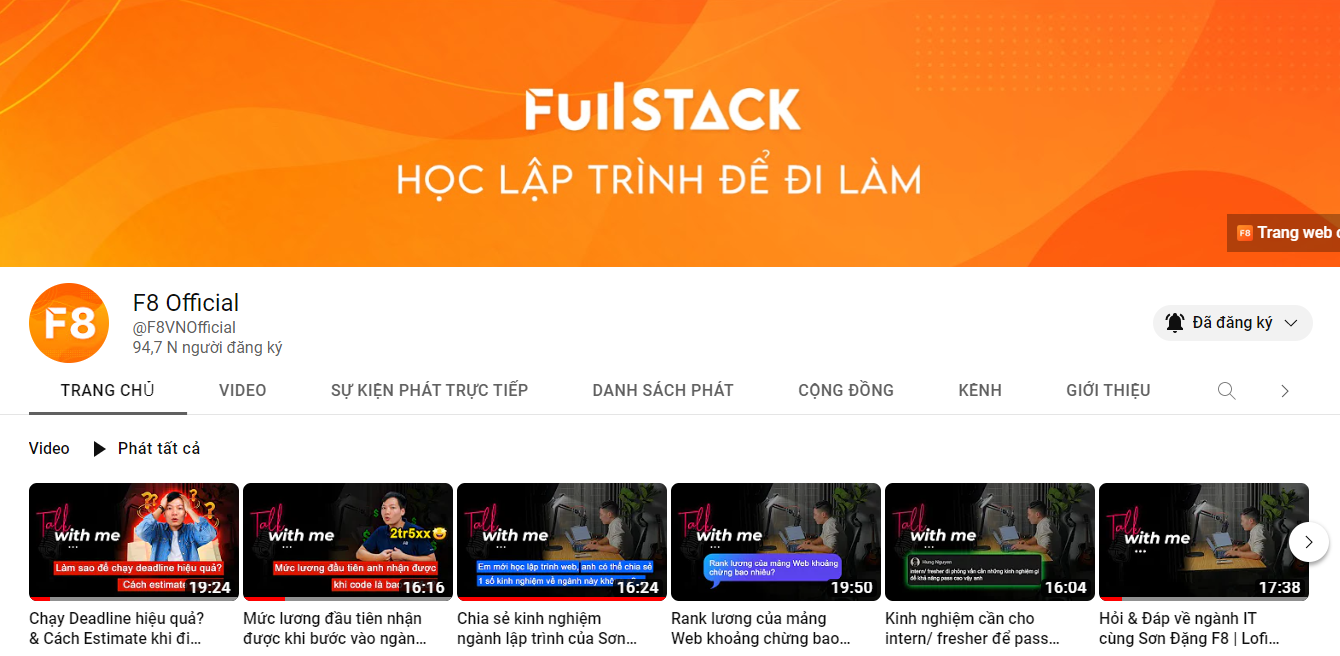 FullSTACK
HỌC LẬP TRÌNH ĐỂ ĐI LÀM
F8 Trang web
F8
F8 Official
@F8VNOfficial
94,7 N người đăng ký
Đã đăng ký
TRANG CHỦ VIDEO SỰ KIỆN PHÁT TRỰC TIẾP DANH SÁCH PHÁT CỘNG ĐỒNG KÊNH GIỚI THIỆU
Video Phát tất cả
Talk
with me
...
Làm sao để chạy deadline hiệu quả?
Cách estimate
19:24
Chạy Deadline hiệu quả?
& Cách Estimate khi đi...
Talk
with me
...
2tr5xx
Mức lương đầu tiên anh nhận được
khi code là bao
16:16
Mức lương đầu tiên nhận
được khi bước vào ngàn...
Talk
with me
...
Em mới học lập trình web, anh có thể chia sẻ
1 số kinh nghiệm về ngành này
16:24
Chia sẻ kinh nghiệm
ngành lập trình của Sơn...
Talk
with me
...
Rank lương của mảng Web khoảng
chừng bao nhiêu?
19:50
Rank lương của mảng
Web khoảng chừng bao...
Talk
with me
...
intern/ fresher đi phỏng vấn cần những kinh nghiệm gì
để khả năng pass cao vậy anh
16:04
Kinh nghiệm cần cho
intern/ fresher để pass...
Talk
with me
...
17:38
Hỏi & Đáp về ngành IT
cùng Sơn Đặng F8 | Lofi...